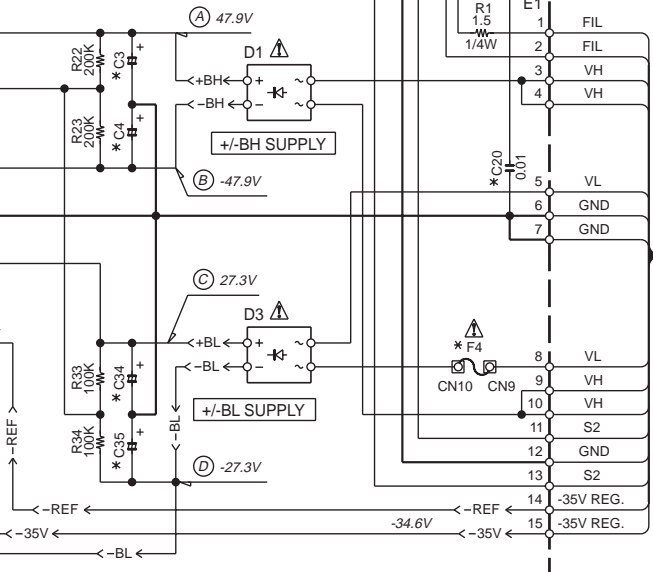 A 47.9V
R1
1.5
1/4W
E1
1 FIL
2 FIL
3 VH
4 VH
R22
200K
* C3
+
D1
+BH
+ ~
-BH
- ~
R23
200K
* C4
+
+/-BH SUPPLY
* C20
0.01
B -47.9V
5 VL
6 GND
7 GND
C 27.3V
D3
+BL
+ ~
-BL
- ~
* F4
CN10 CN9
8 VL
9 VH
10 VH
11 S2
12 GND
13 S2
R33
100K
* C34
+
+/-BL SUPPLY
-REF
R34
100K
* C35
+
-BL
D -27.3V
-REF
-REF
14 -35V REG.
-35V
-34.6V
-35V
15 -35V REG.
-BL